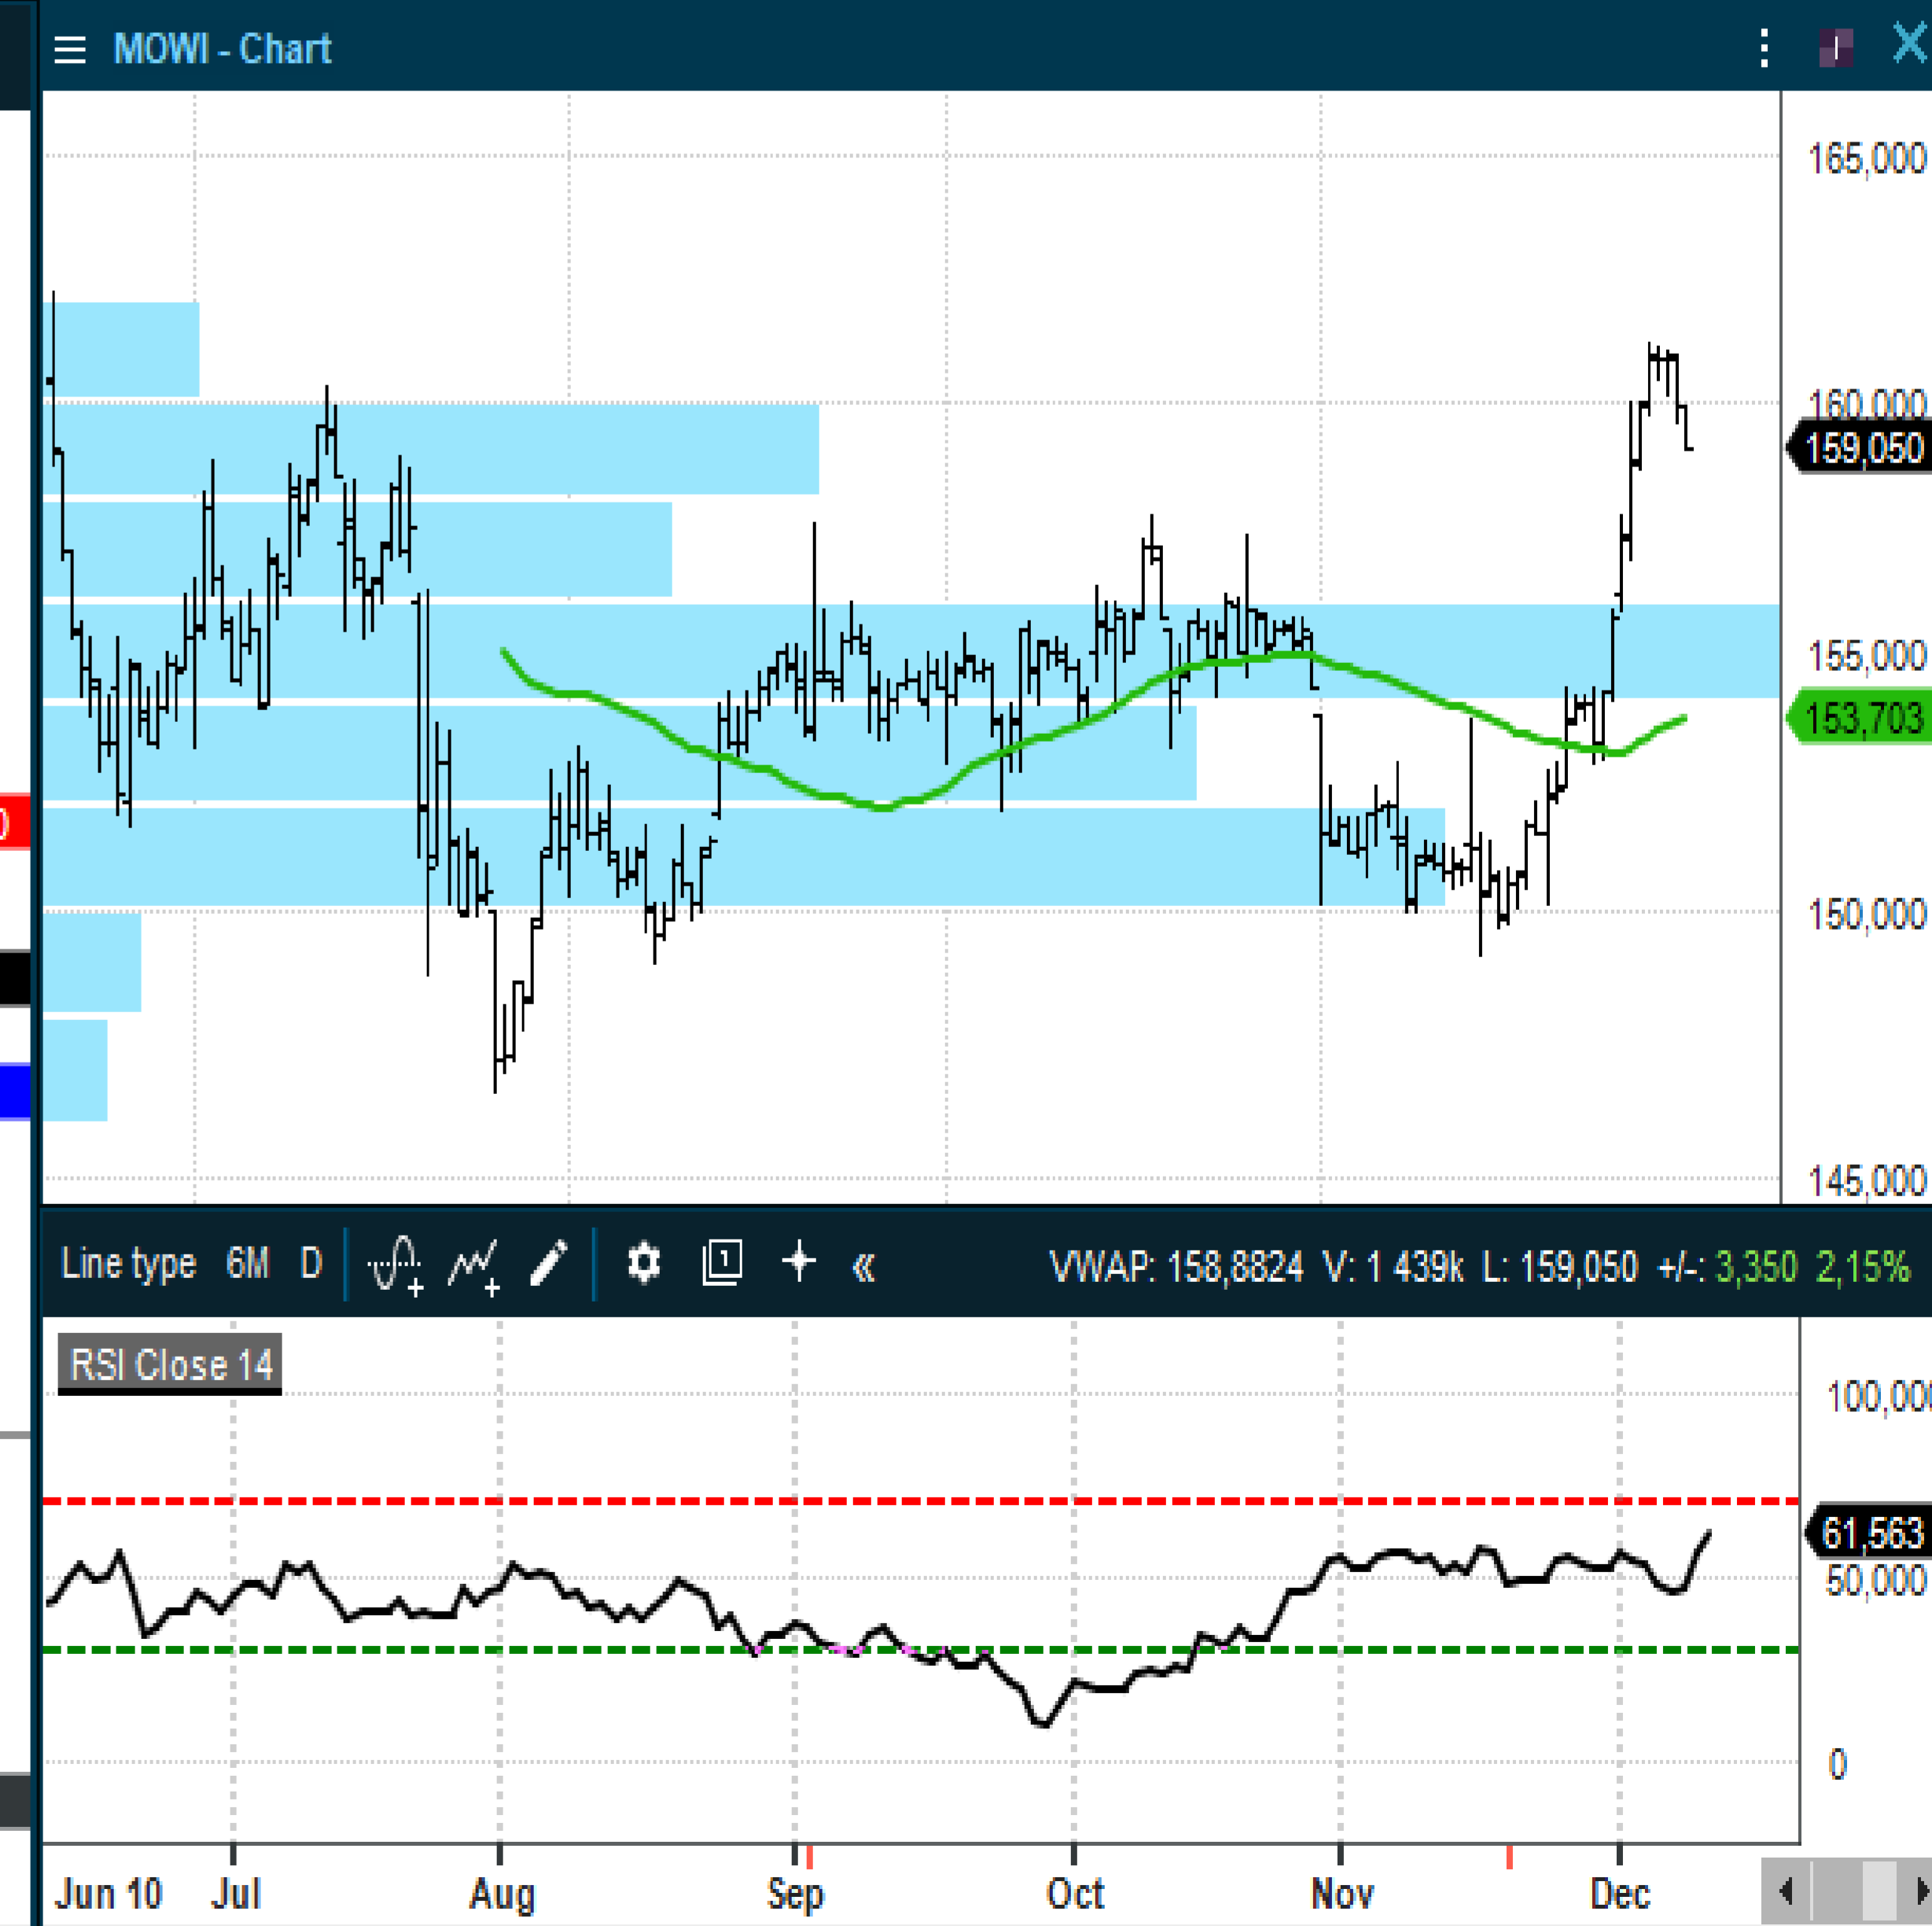 MOWI - Chart
165,000
160,000
159,050
155,000
153,703
150,000
145,000
Line type 6M D 1 « VWAP: 158,8824 V: 1 439k L: 159,050 +/-: 3,350 2,15%
RSI Close 14
100,00
61,563
50,000
0
Jun 10 Jul Aug Sep Oct Nov Dec